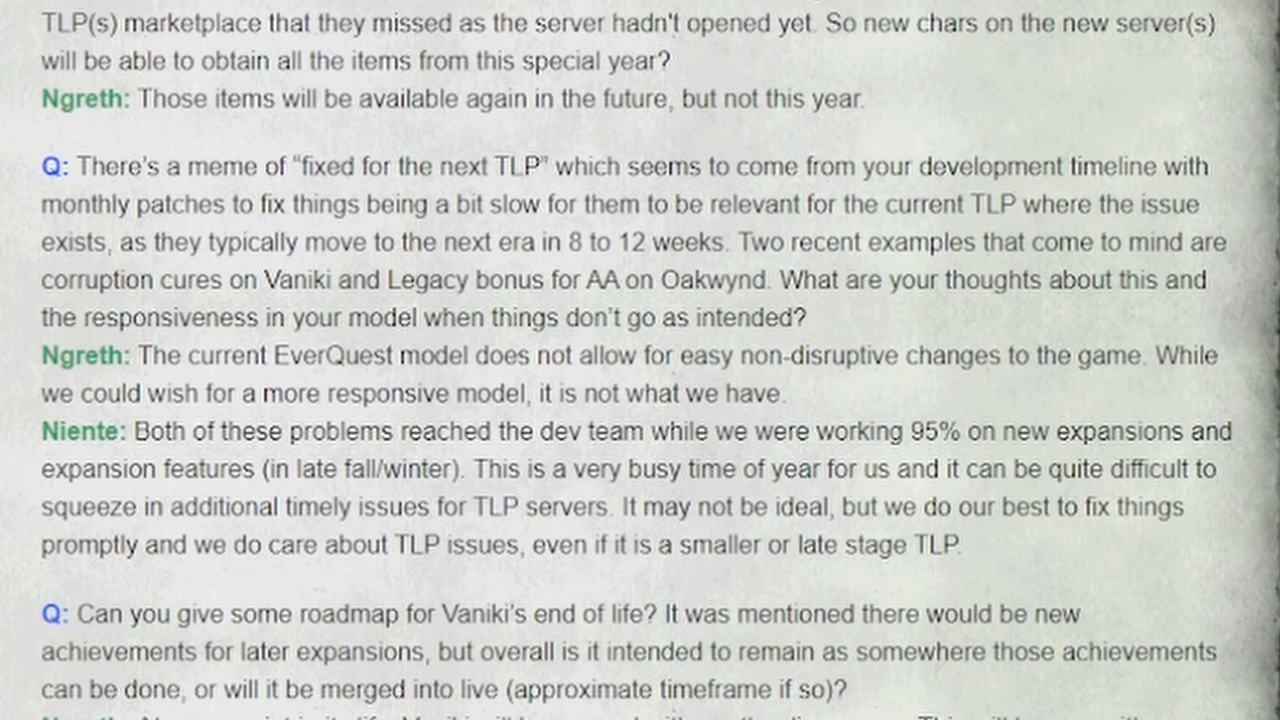 TLP(s) marketplace that they missed as the server hadn't opened yet. So new chars on the new server(s)
will be able to obtain all the items from this special year?
Ngreth: Those items will be available again in the future, but not this year.
Q: There's a meme of "fixed for the next TLP" which seems to come from your development timeline with
monthly patches to fix things being a bit slow for them to be relevant for the current TLP where the issue
exists, as they typically move to the next era in 8 to 12 weeks. Two recent examples that come to mind are
corruption cures on Vaniki and Legacy bonus for AA on Oakwynd. What are your thoughts about this and
the responsiveness in your model when things don't go as intended?
Ngreth: The current EverQuest model does not allow for easy non-disruptive changes to the game. While
we could wish for a more responsive model, it is not what we have.
Niente: Both of these problems reached the dev team while we were working 95% on new expansions and
expansion features (in late fall/winter). This is a very busy time of year for us and it can be quite difficult to
squeeze in additional timely issues for TLP servers. It may not be ideal, but we do our best to fix things
promptly and we do care about TLP issues, even if it is a smaller or late stage TLP.
Q: Can you give some roadmap for Vaniki's end of life? It was mentioned there would be new
achievements for later expansions, but overall is it intended to remain as somewhere those achievements
can be done, or will it be merged into live (approximate timeframe if so)?